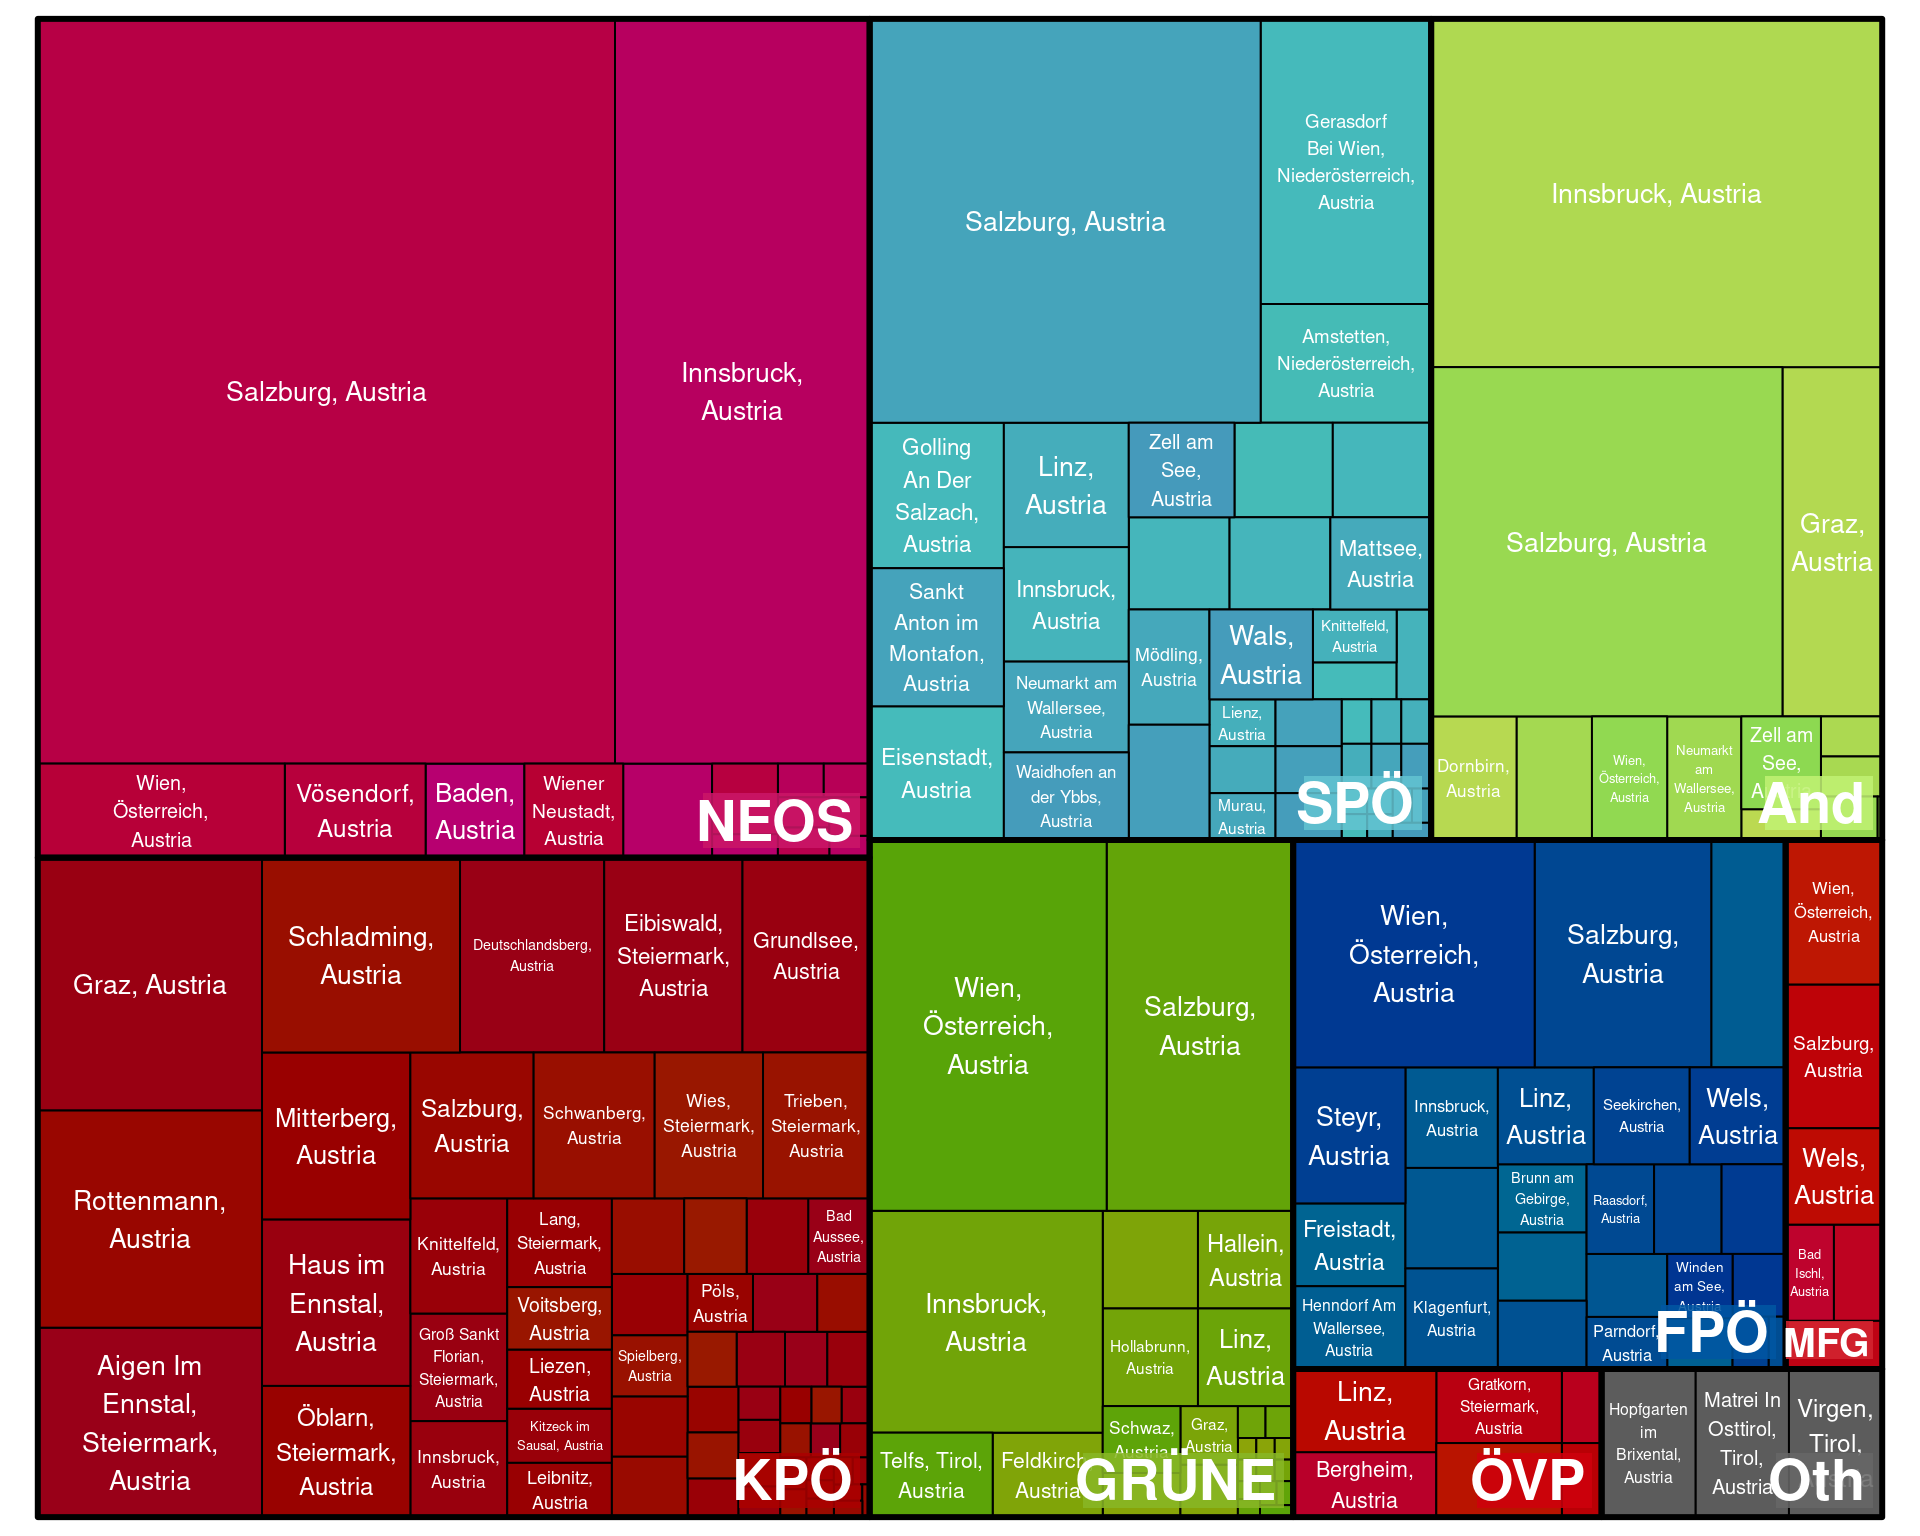 Salzburg, Austria
Innsbruck,
Austria
Wien,
Österreich,
Austria
Vösendorf,
Austria
Baden,
Austria
Wiener
Neustadt,
Austria
NEOS
Salzburg, Austria
Gerasdorf
Bei Wien,
Niederösterreich,
Austria
Amstetten,
Niederösterreich,
Austria
Golling
An Der
Salzach,
Austria
Linz,
Austria
Zell am
See,
Austria
Sankt
Anton im
Montafon,
Austria
Innsbruck,
Austria
Mattsee,
Austria
Eisenstadt,
Austria
Neumarkt am
Wallersee,
Austria
Waidhofen an
der Ybbs,
Austria
Mödling,
Austria
Wals,
Austria
Knittelfeld,
Austria
Lienz,
Austria
Murau,
Austria
SPÖ
Innsbruck, Austria
Salzburg, Austria
Graz,
Austria
Dornbirn,
Austria
Wien,
Österreich,
Austria
Neumarkt
am
Wallersee,
Austria
Zell am
See,
And
Graz, Austria
Rottenmann,
Austria
Aigen Im
Ennstal,
Steiermark,
Austria
Schladming,
Austria
Deutschlandsberg,
Austria
Eibiswald,
Steiermark,
Austria
Grundlsee,
Austria
Mitterberg,
Austria
Haus im
Ennstal,
Austria
Öblarn,
Steiermark,
Austria
Salzburg,
Austria
Schwanberg,
Austria
Wies,
Steiermark,
Austria
Trieben,
Steiermark,
Austria
Knittelfeld,
Austria
Groß Sankt
Florian,
Steiermark,
Austria
Innsbruck,
Austria
Lang,
Steiermark,
Austria
Voitsberg,
Austria
Liezen,
Austria
Kitzeck im
Sausal, Austria
Leibnitz,
Austria
Bad
Aussee,
Austria
Pöls,
Austria
Spielberg,
Austria
KPÖ
Wien,
Österreich,
Austria
Salzburg,
Austria
Innsbruck,
Austria
Telfs, Tirol,
Austria
Feldkirch,
Austria
Hallein,
Austria
Hollabrunn,
Austria
Linz,
Austria
Schwaz,
Austria
Graz,
Austria
GRÜNE
Wien,
Österreich,
Austria
Salzburg,
Austria
Steyr,
Austria
Innsbruck,
Austria
Linz,
Austria
Seekirchen,
Austria
Wels,
Austria
Freistadt,
Austria
Henndorf Am
Wallersee,
Austria
Klagenfurt,
Austria
Brunn am
Gebirge,
Austria
Raasdorf,
Austria
Winden
am See,
Austria
Parndorf,
Austria
FPÖ
Wien,
Österreich,
Austria
Salzburg,
Austria
Wels,
Austria
Bad
Ischl,
Austria
MFG
Linz,
Austria
Bergheim,
Austria
Gratkorn,
Steiermark,
Austria
ÖVP
Hopfgarten
im
Brixental,
Austria
Matrei In
Osttirol,
Tirol,
Austria
Virgen,
Tirol,
Oth